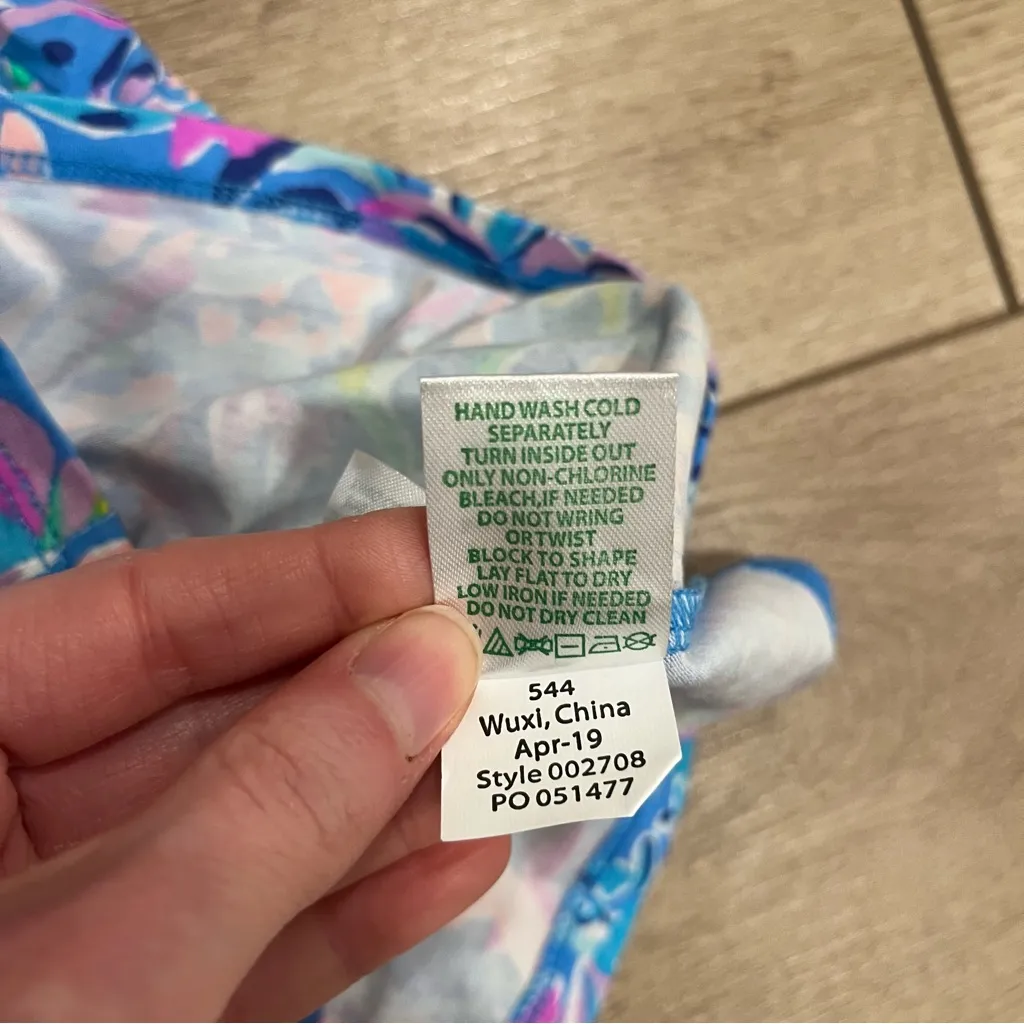 HAND WASH COLD
SEPARATELY
TURN INSIDE OUT
ONLY NON-CHLORINE
BLEACH, IF NEEDED
DO NOT WRING
OR TWIST
BLOCK TO SHAPE
LAY FLAT TO DRY
LOW IRON IF NEEDED
DO NOT DRY CLEAN
544
Wuxi, China
Apr-19
Style 002708
PO 051477